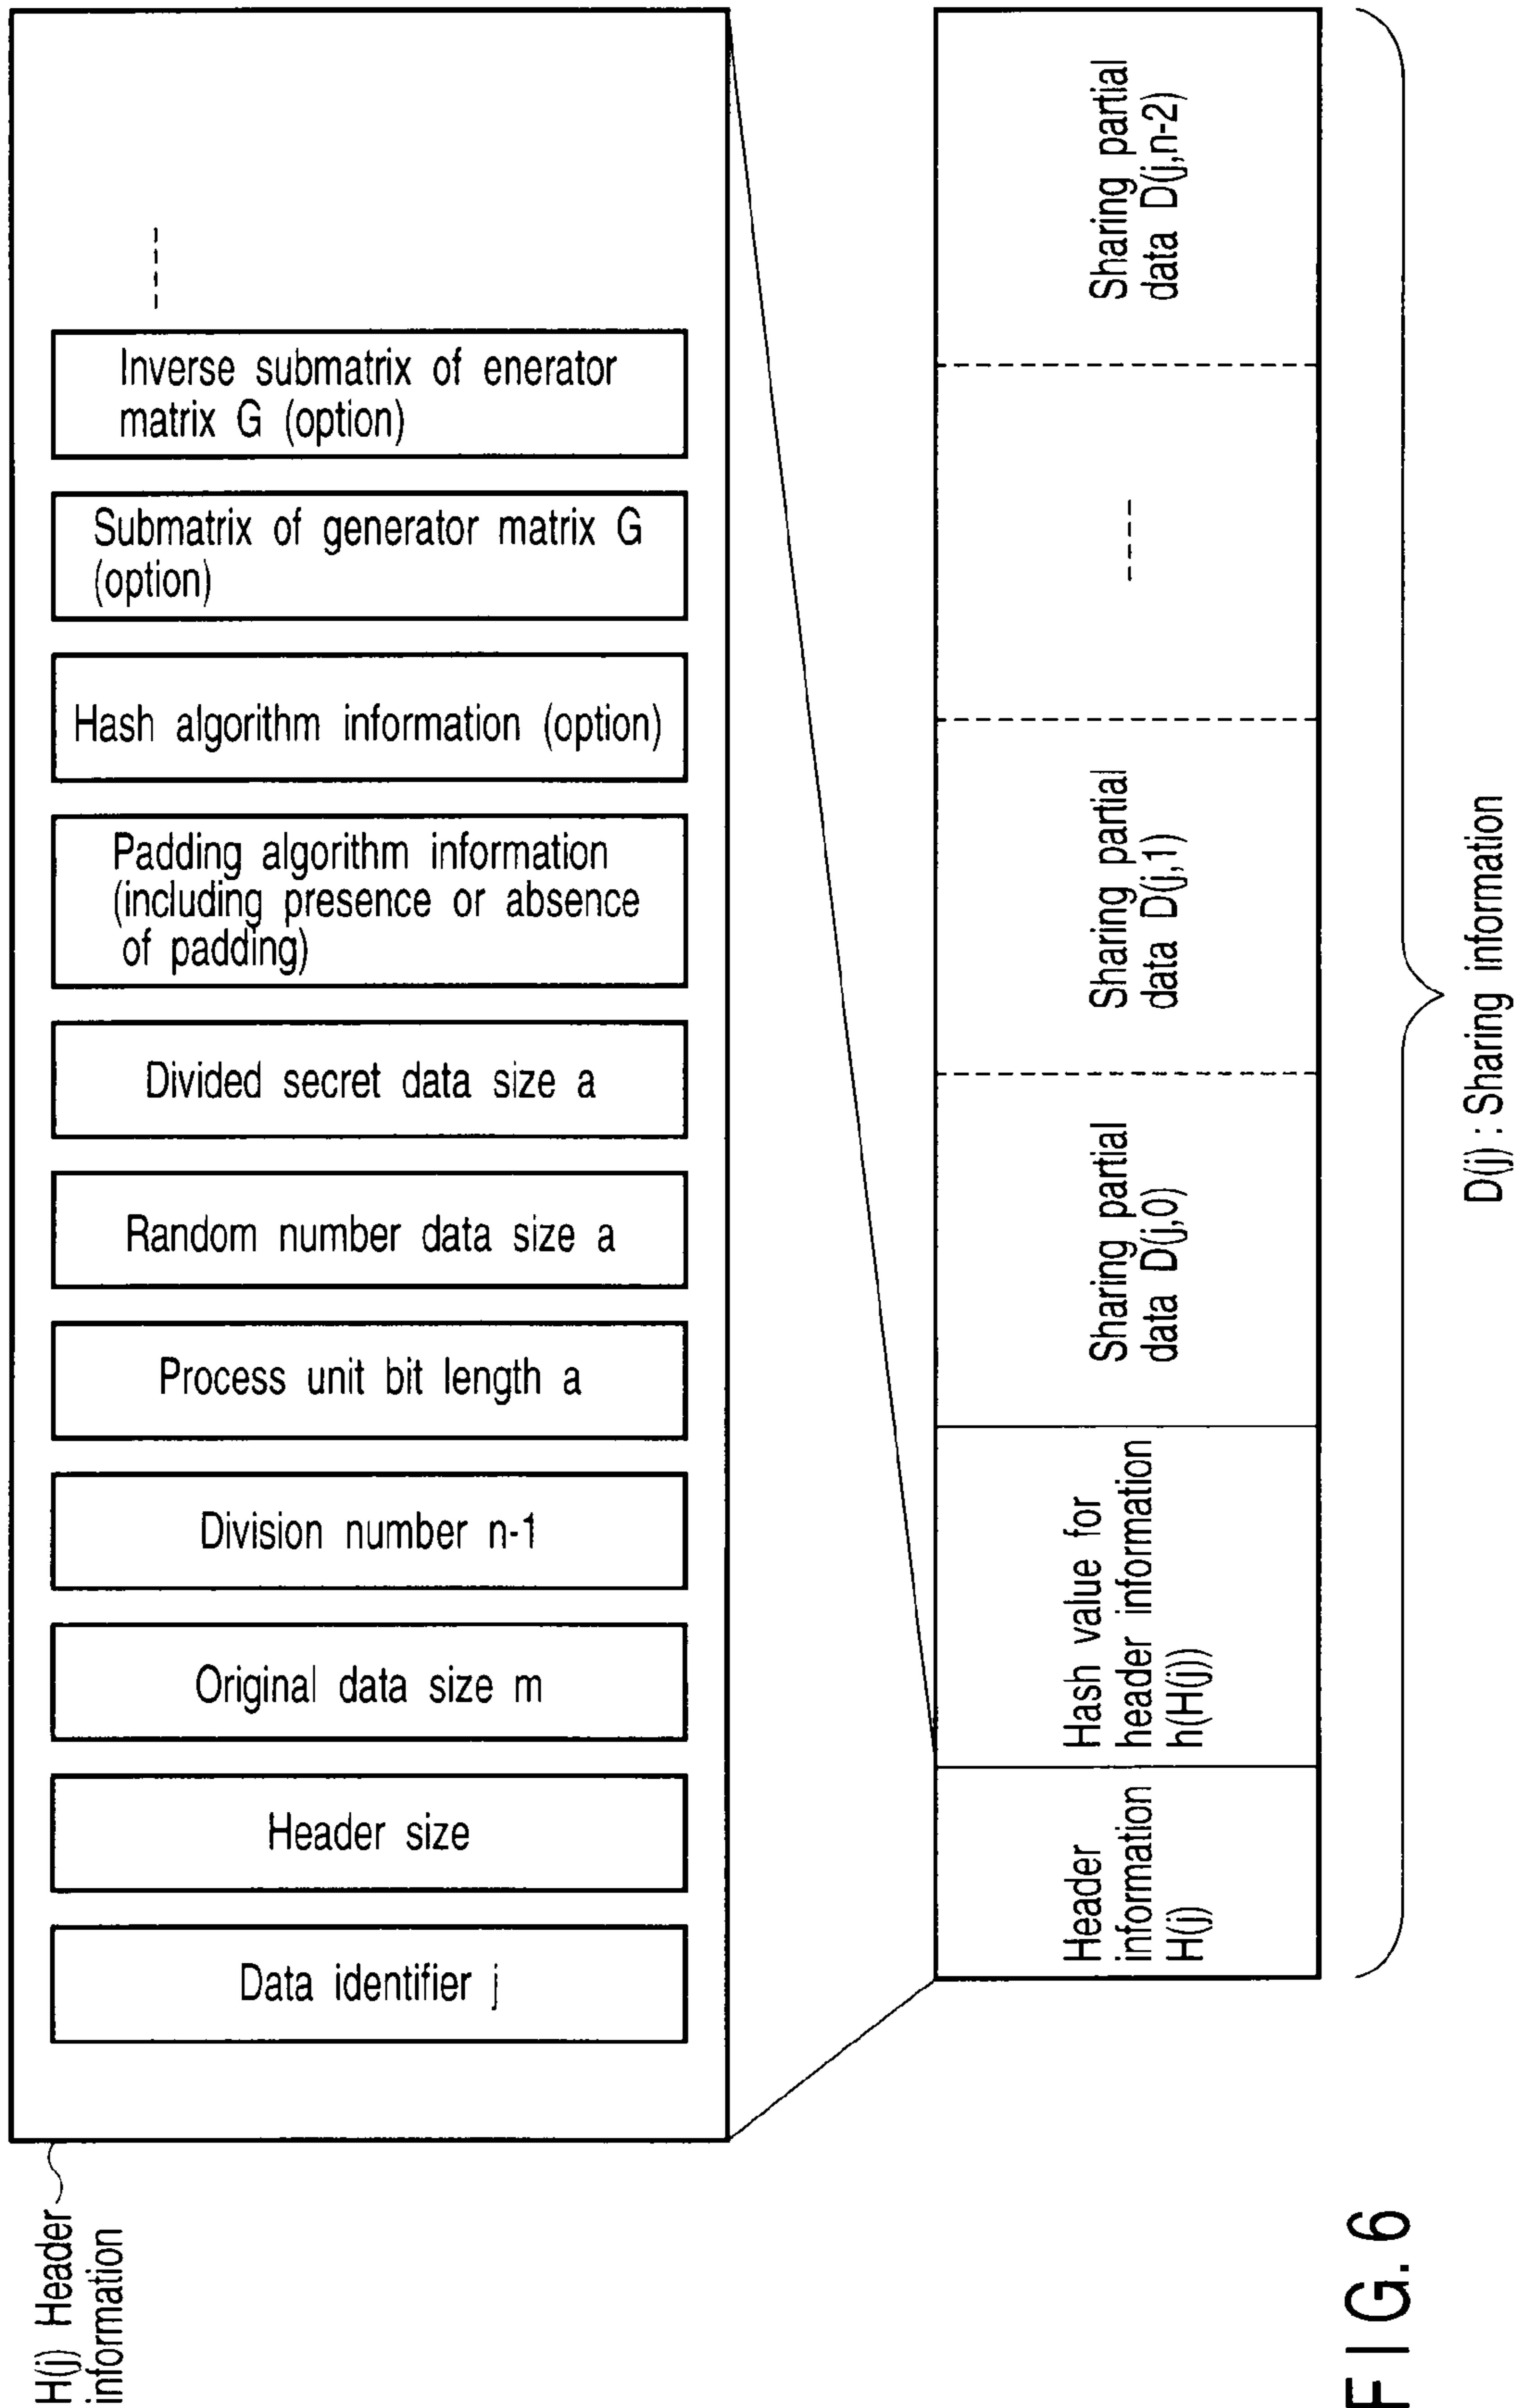 H(j) Header
information
Data identifier j
Header size
Original data size m
Division number n-1
Process unit bit length a
Random number data size a
Divided secret data size a
Padding algorithm information
(including presence or absence
of padding)
Hash algorithm information (option)
Submatrix of generator matrix G
(option)
Inverse submatrix of enerator
matrix G (option)
Header
information
H(j)
Hash value for
header information
h(H(j))
Sharing partial
data D(j,0)
Sharing partial
data D(j,1)
Sharing partial
data D(j,n-2)
D(j) : Sharing information
FIG. 6